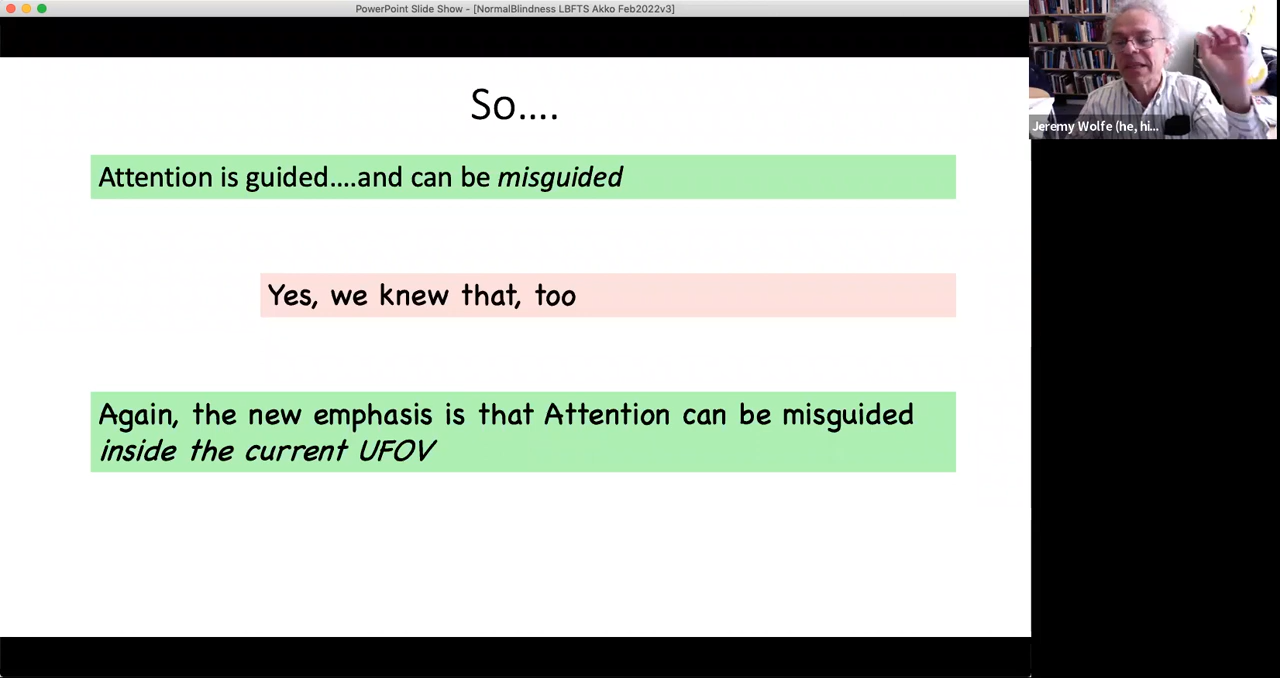 PowerPoint Slide Show - [NormalBlindness LBFTS Akko Feb2022v3]
So....
Attention is guided....and can be misguided
Yes, we knew that, too
Again, the new emphasis is that Attention can be misguided
inside the current UFOV
Jeremy Wolfe (he, hi...